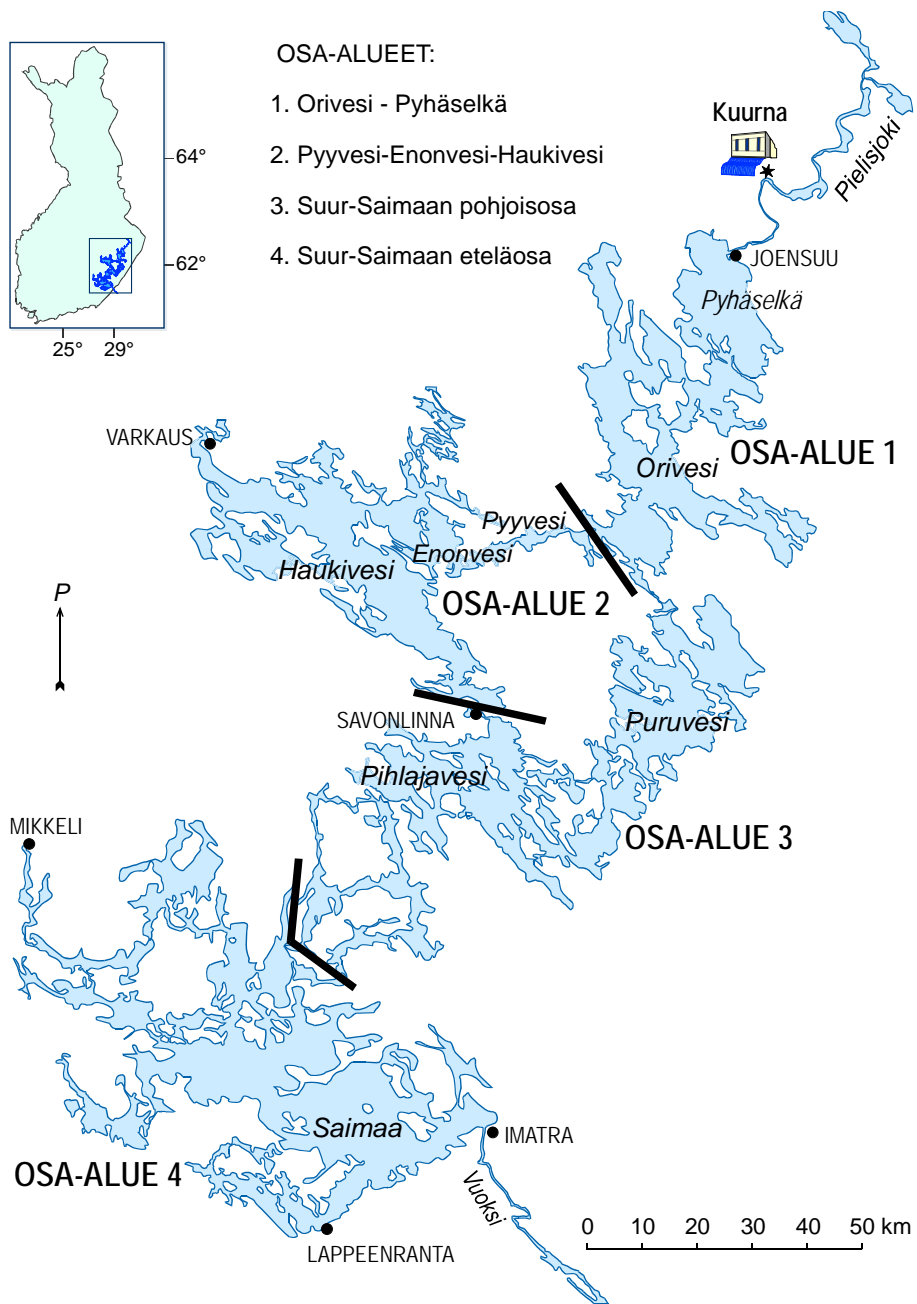 OSA-ALUEET:
1. Orivesi - Pyhäselkä
2. Pyyvesi-Enonvesi-Haukivesi
3. Suur-Saimaan pohjoisosa
4. Suur-Saimaan eteläosa
64°
62°
25° 29°
Kuurna
Pielisjoki
JOENSUU
Pyhäselkä
VARKAUS
Orivesi
OSA-ALUE 1
Pyyvesi
Enonvesi
Haukivesi
OSA-ALUE 2
P
SAVONLINNA
Puruvesi
Pihlajavesi
MIKKELI
OSA-ALUE 3
Saimaa
IMATRA
OSA-ALUE 4
Vuoksi
LAPPEENRANTA
0 10 20 30 40 50 km